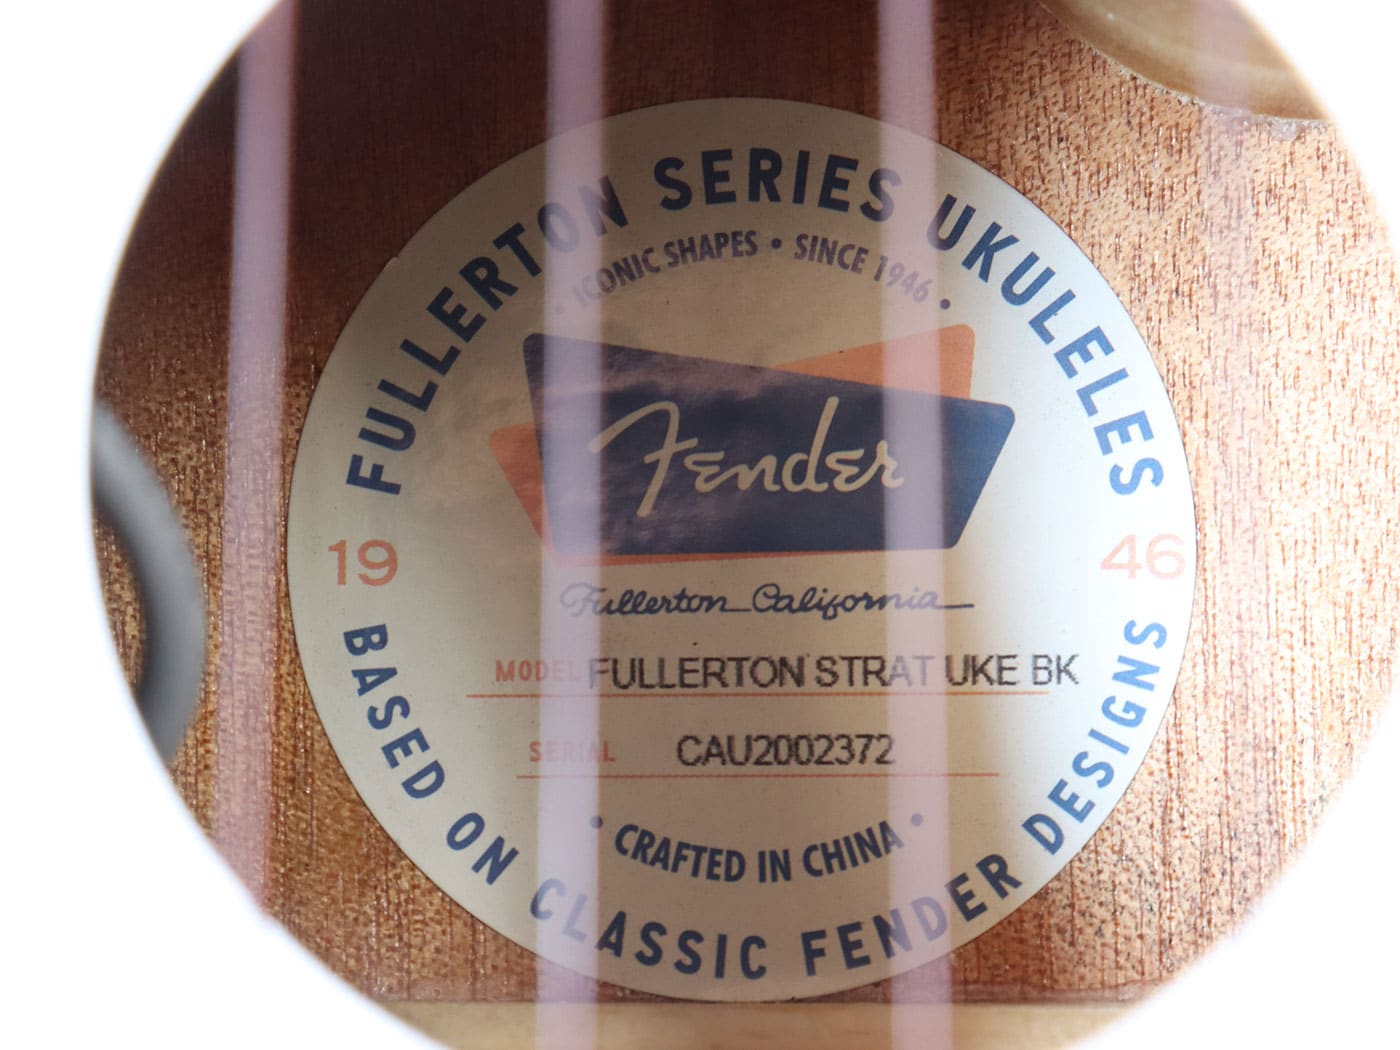 FULLERTON SERIES UKULELES
• ICONIC SHAPES • SINCE 1946 •
Fender
19 46
Fullerton California
MODEL FULLERTON STRAT UKE BK
SERIAL CAU2002372
• CRAFTED IN CHINA •
BASED ON CLASSIC FENDER DESIGNS